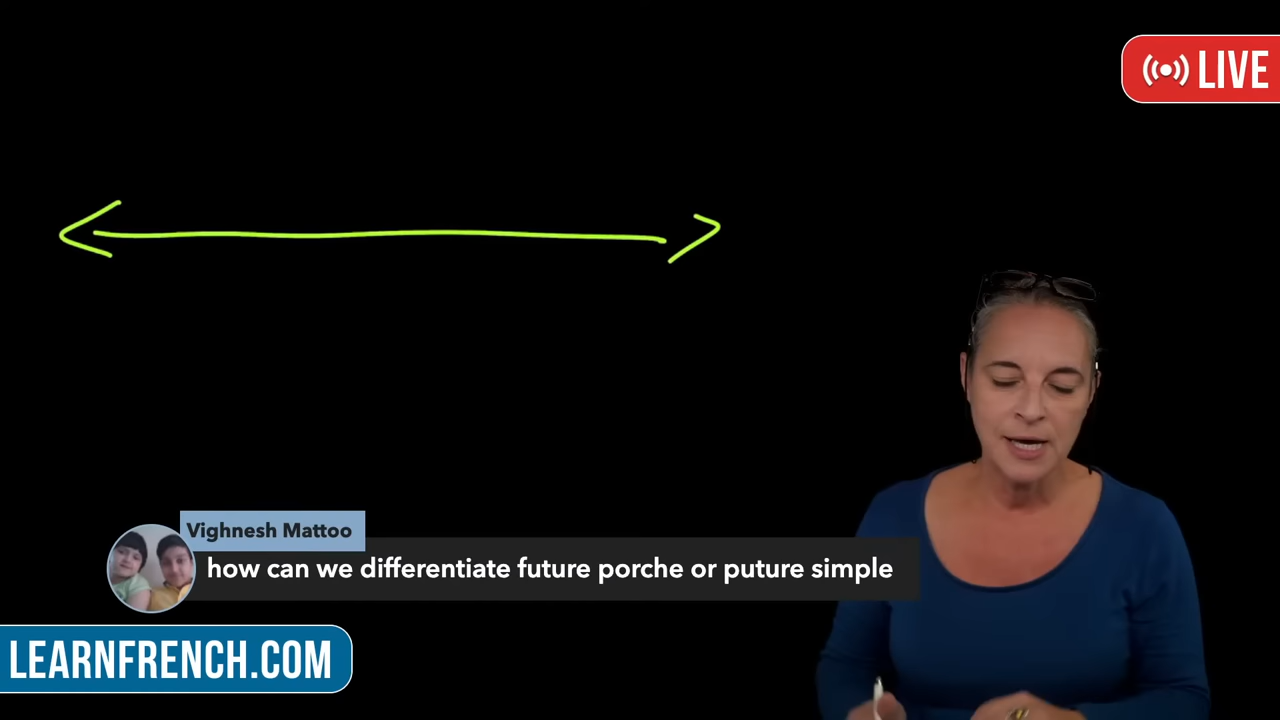 LIVE
Vighnesh Mattoo
how can we differentiate future porche or puture simple
LEARNFRENCH.COM